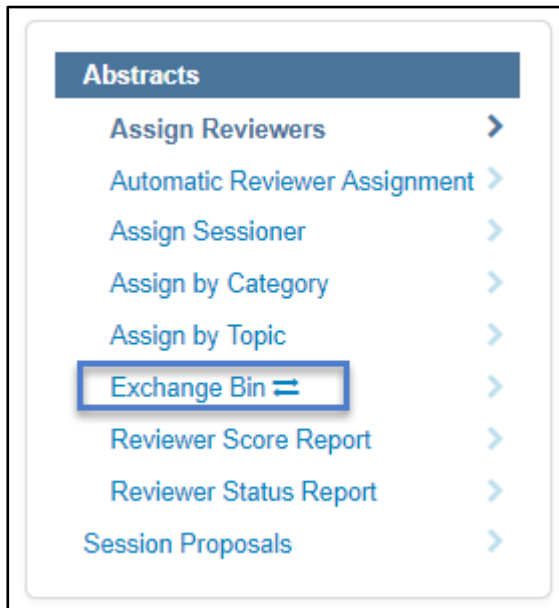 Abstracts
Assign Reviewers
Automatic Reviewer Assignment
Assign Sessioner
Assign by Category
Assign by Topic
Exchange Bin
Reviewer Score Report
Reviewer Status Report
Session Proposals